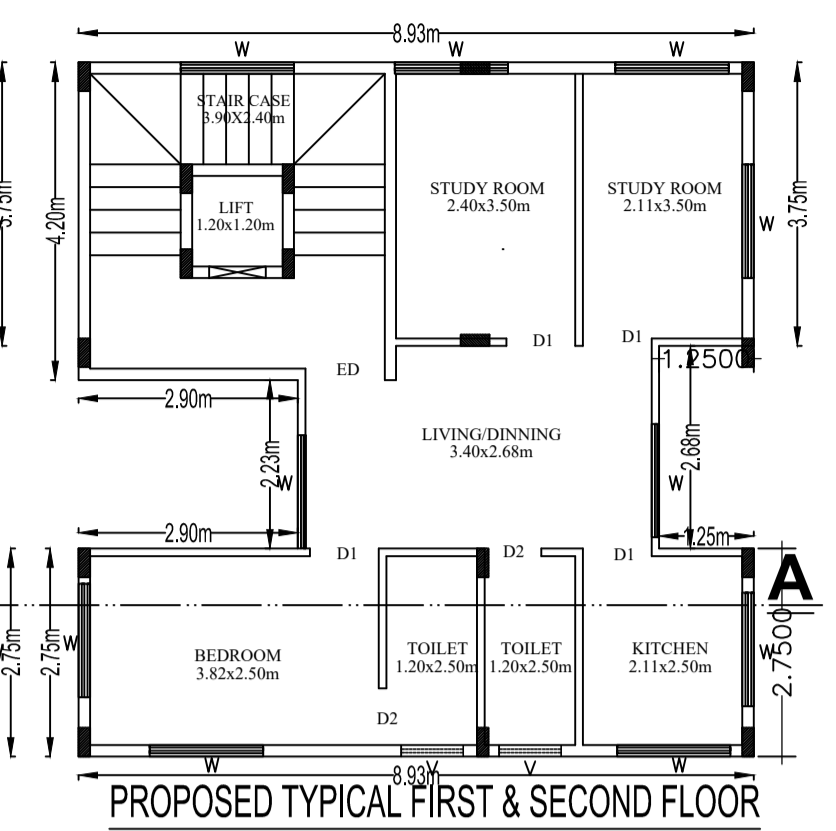 8.93m
W
W
W
STAIR CASE
3.90X2.40m
3.75m
4.20m
LIFT
1.20x1.20m
STUDY ROOM
2.40x3.50m
STUDY ROOM
2.11x3.50m
W
3.75m
D1
D1
ED
1.2500
2.90m
LIVING/DINNING
3.40x2.68m
2.23m
W
W
2.68m
2.90m
1.25m
D1
D2
D1
A
2.75m
2.75m
W
BEDROOM
3.82x2.50m
TOILET
1.20x2.50m
TOILET
1.20x2.50m
KITCHEN
2.11x2.50m
W
2.7500
D2
W
V
V
W
8.93m
PROPOSED TYPICAL FIRST & SECOND FLOOR